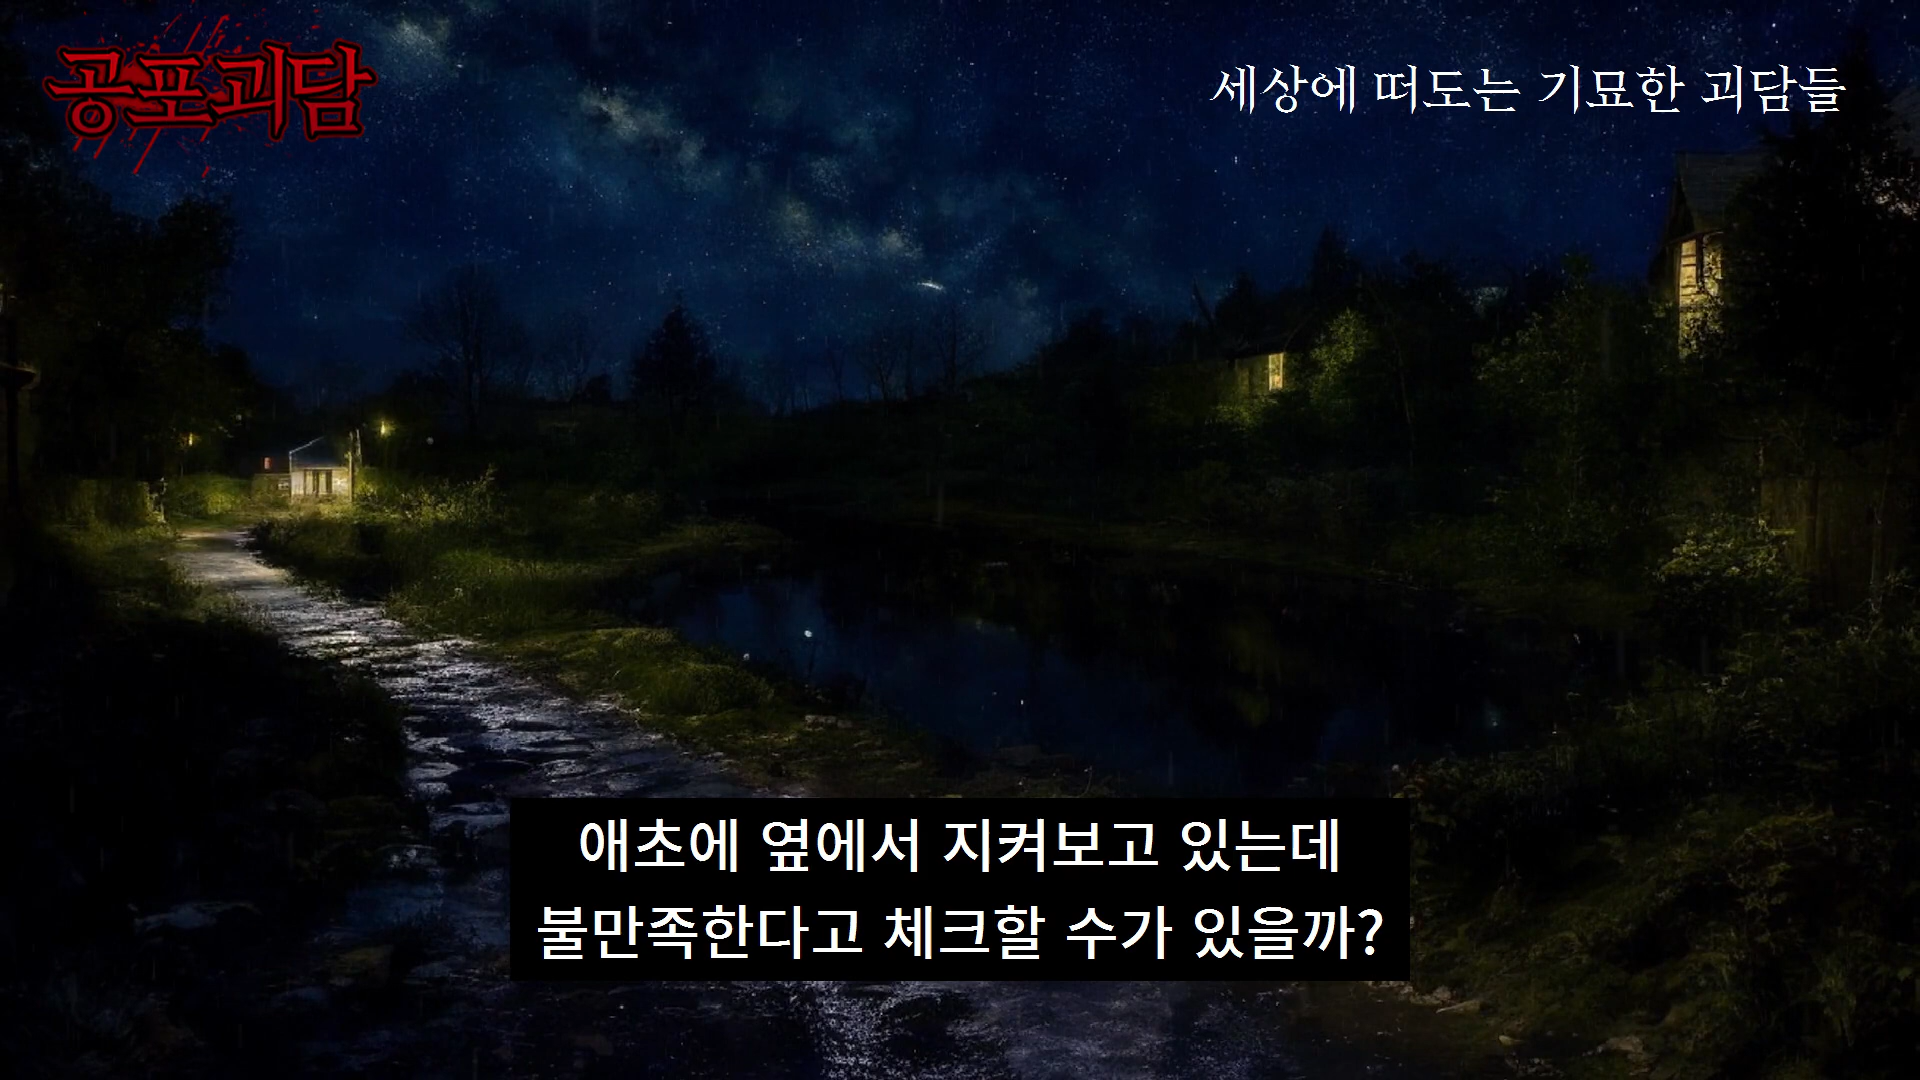 공포괴담
세상에 떠도는 기묘한 괴담들
애초에 옆에서 지켜보고 있는데
불만족한다고 체크할 수가 있을까?